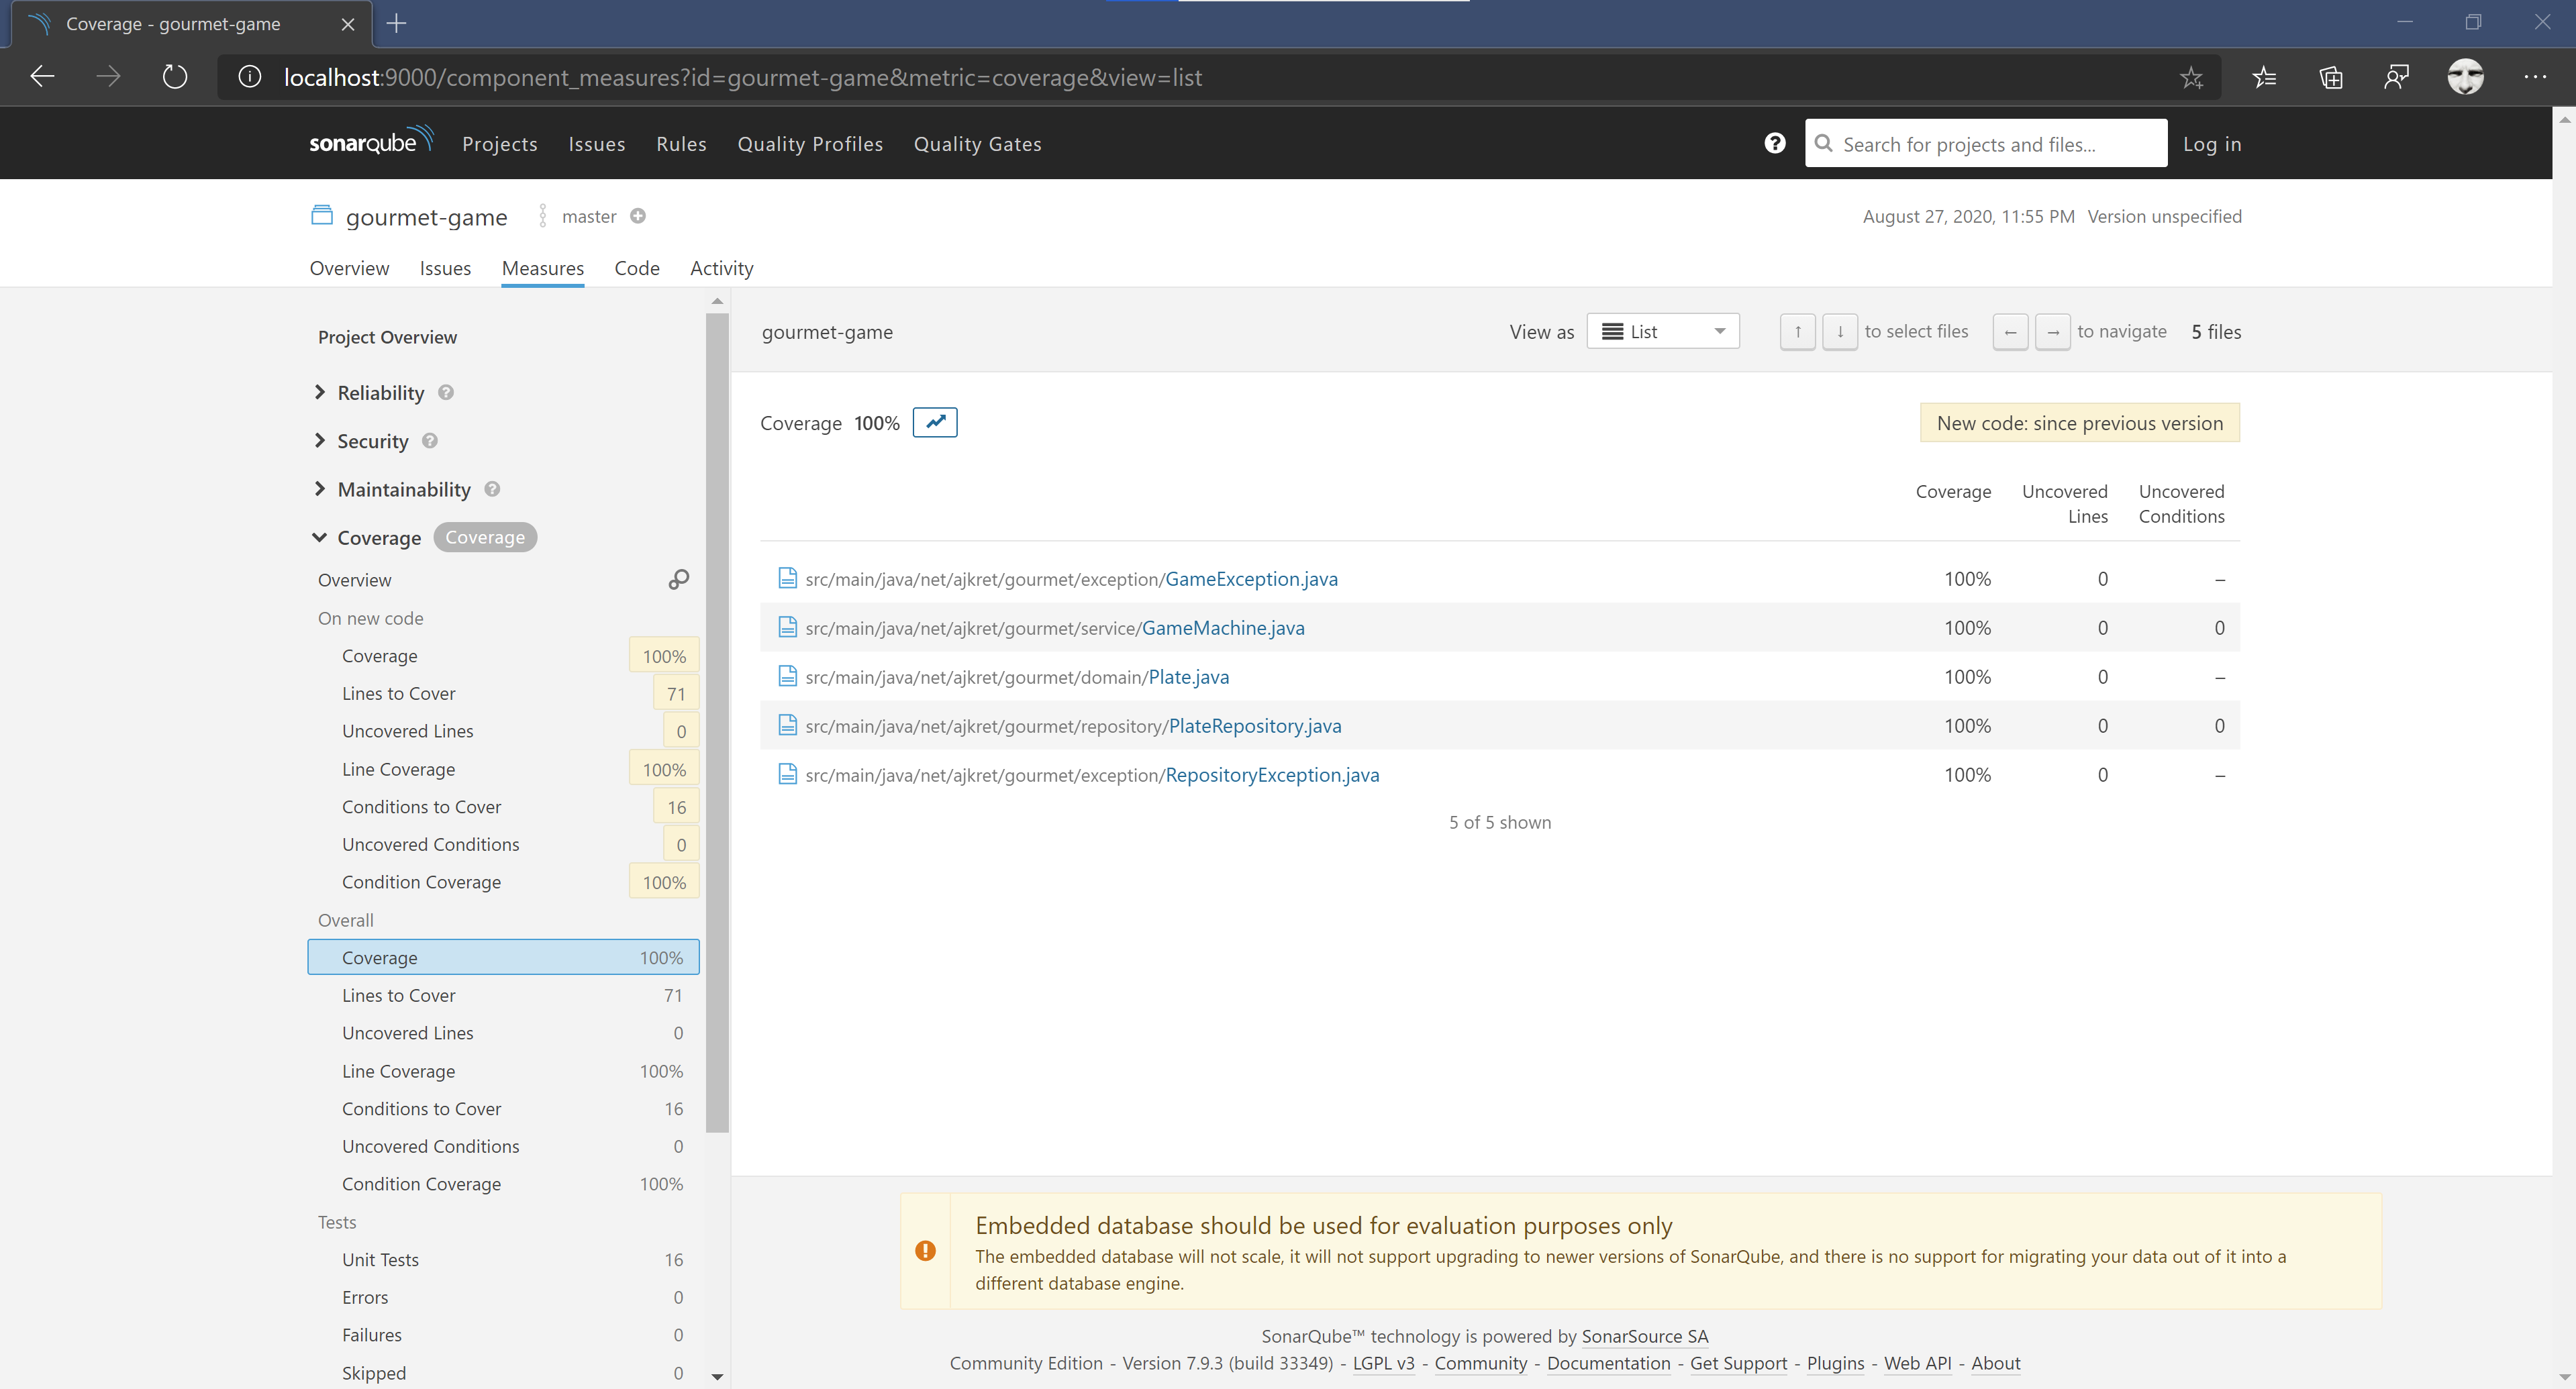 Coverage - gourmet-game
localhost:9000/component_measures?id=gourmet-game&metric=coverage&view=list
sonarqube Projects Issues Rules Quality Profiles Quality Gates Search for projects and files... Log in
gourmet-game master August 27, 2020, 11:55 PM Version unspecified
Overview Issues Measures Code Activity
Project Overview
Reliability
Security
Maintainability
Coverage Coverage
Overview
On new code
Coverage 100%
Lines to Cover 71
Uncovered Lines 0
Line Coverage 100%
Conditions to Cover 16
Uncovered Conditions 0
Condition Coverage 100%
Overall
Coverage 100%
Lines to Cover 71
Uncovered Lines 0
Line Coverage 100%
Conditions to Cover 16
Uncovered Conditions 0
Condition Coverage 100%
Tests
Unit Tests 16
Errors 0
Failures 0
Skipped 0
gourmet-game View as List ↑ ↓ to select files ← → to navigate 5 files
Coverage 100% New code: since previous version
Coverage Uncovered Uncovered
Lines Conditions
src/main/java/net/ajkret/gourmet/exception/GameException.java 100% 0 –
src/main/java/net/ajkret/gourmet/service/GameMachine.java 100% 0 0
src/main/java/net/ajkret/gourmet/domain/Plate.java 100% 0 –
src/main/java/net/ajkret/gourmet/repository/PlateRepository.java 100% 0 0
src/main/java/net/ajkret/gourmet/exception/RepositoryException.java 100% 0 –
5 of 5 shown
Embedded database should be used for evaluation purposes only
The embedded database will not scale, it will not support upgrading to newer versions of SonarQube, and there is no support for migrating your data out of it into a
different database engine.
SonarQube™ technology is powered by SonarSource SA
Community Edition - Version 7.9.3 (build 33349) - LGPL v3 - Community - Documentation - Get Support - Plugins - Web API - About